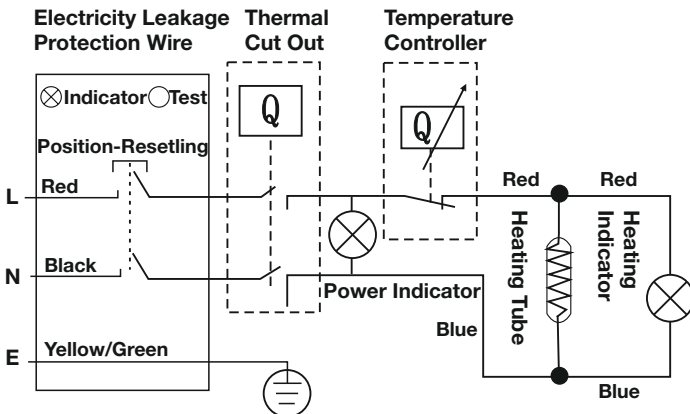 Electricity Leakage
Protection Wire
Thermal
Cut Out
Temperature
Controller
Indicator Test
Position-Resetling
Q
Q
L
Red
Red
Red
N
Black
Power Indicator
Heating Tube
Heating
Indicator
Blue
E
Yellow/Green
Blue